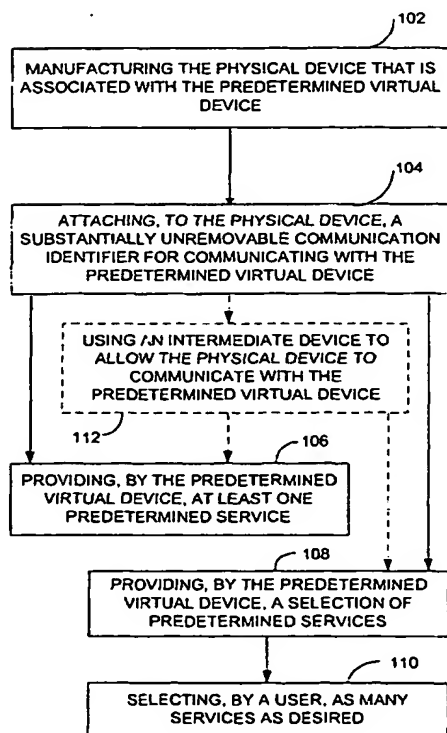 102
MANUFACTURING THE PHYSICAL DEVICE THAT IS
ASSOCIATED WITH THE PREDETERMINED VIRTUAL
DEVICE
104
ATTACHING, TO THE PHYSICAL DEVICE, A
SUBSTANTIALLY UNREMOVABLE COMMUNICATION
IDENTIFIER FOR COMMUNICATING WITH THE
PREDETERMINED VIRTUAL DEVICE
USING AN INTERMEDIATE DEVICE TO
ALLOW THE PHYSICAL DEVICE TO
COMMUNICATE WITH THE
PREDETERMINED VIRTUAL DEVICE
112
106
PROVIDING, BY THE PREDETERMINED
VIRTUAL DEVICE, AT LEAST ONE
PREDETERMINED SERVICE
108
PROVIDING, BY THE PREDETERMINED
VIRTUAL DEVICE, A SELECTION OF
PREDETERMINED SERVICES
110
SELECTING, BY A USER, AS MANY
SERVICES AS DESIRED